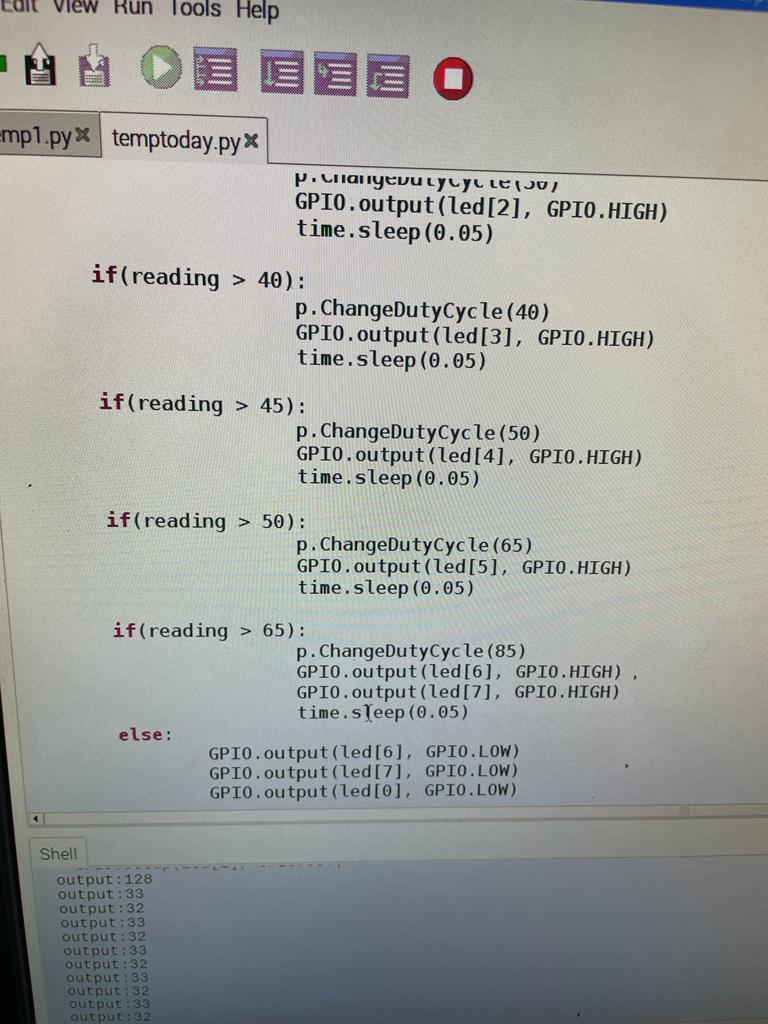 Edit View Run Tools Help
mp1.py temptoday.py
p.ChangeDutyCycle(30)
GPIO.output(led[2], GPIO.HIGH)
time.sleep(0.05)
if(reading > 40):
p.ChangeDutyCycle(40)
GPIO.output(led[3], GPIO.HIGH)
time.sleep(0.05)
if(reading > 45):
p.ChangeDutyCycle(50)
GPIO.output(led[4], GPIO.HIGH)
time.sleep(0.05)
if(reading > 50):
p.ChangeDutyCycle(65)
GPIO.output(led[5], GPIO.HIGH)
time.sleep(0.05)
if(reading > 65):
p.ChangeDutyCycle(85)
GPIO.output(led[6], GPIO.HIGH) ,
GPIO.output(led[7], GPIO.HIGH)
time.sleep(0.05)
else:
GPIO.output(led[6], GPIO.LOW)
GPIO.output(led[7], GPIO.LOW)
GPIO.output(led[0], GPIO.LOW)
Shell
output:128
output:33
output:32
output:33
output:32
output:33
output:32
output:33
output:32
output:33
output:32